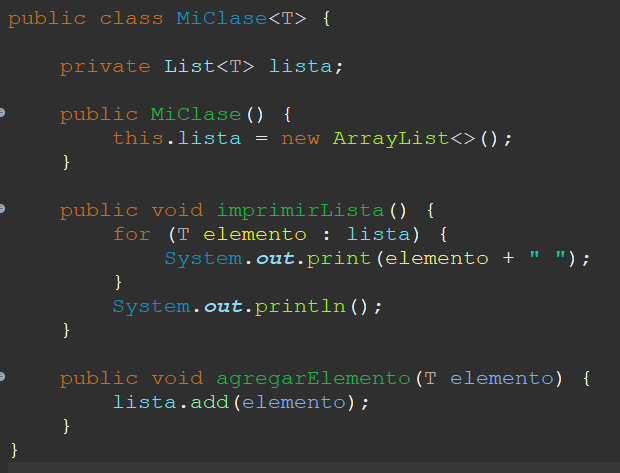 public class MiClase<T> {
    private List<T> lista;
    public MiClase() {
        this.lista = new ArrayList<>();
    }
    public void imprimirLista() {
        for (T elemento : lista) {
            System.out.print(elemento + " ");
        }
        System.out.println();
    }
    public void agregarElemento(T elemento) {
        lista.add(elemento);
    }
}